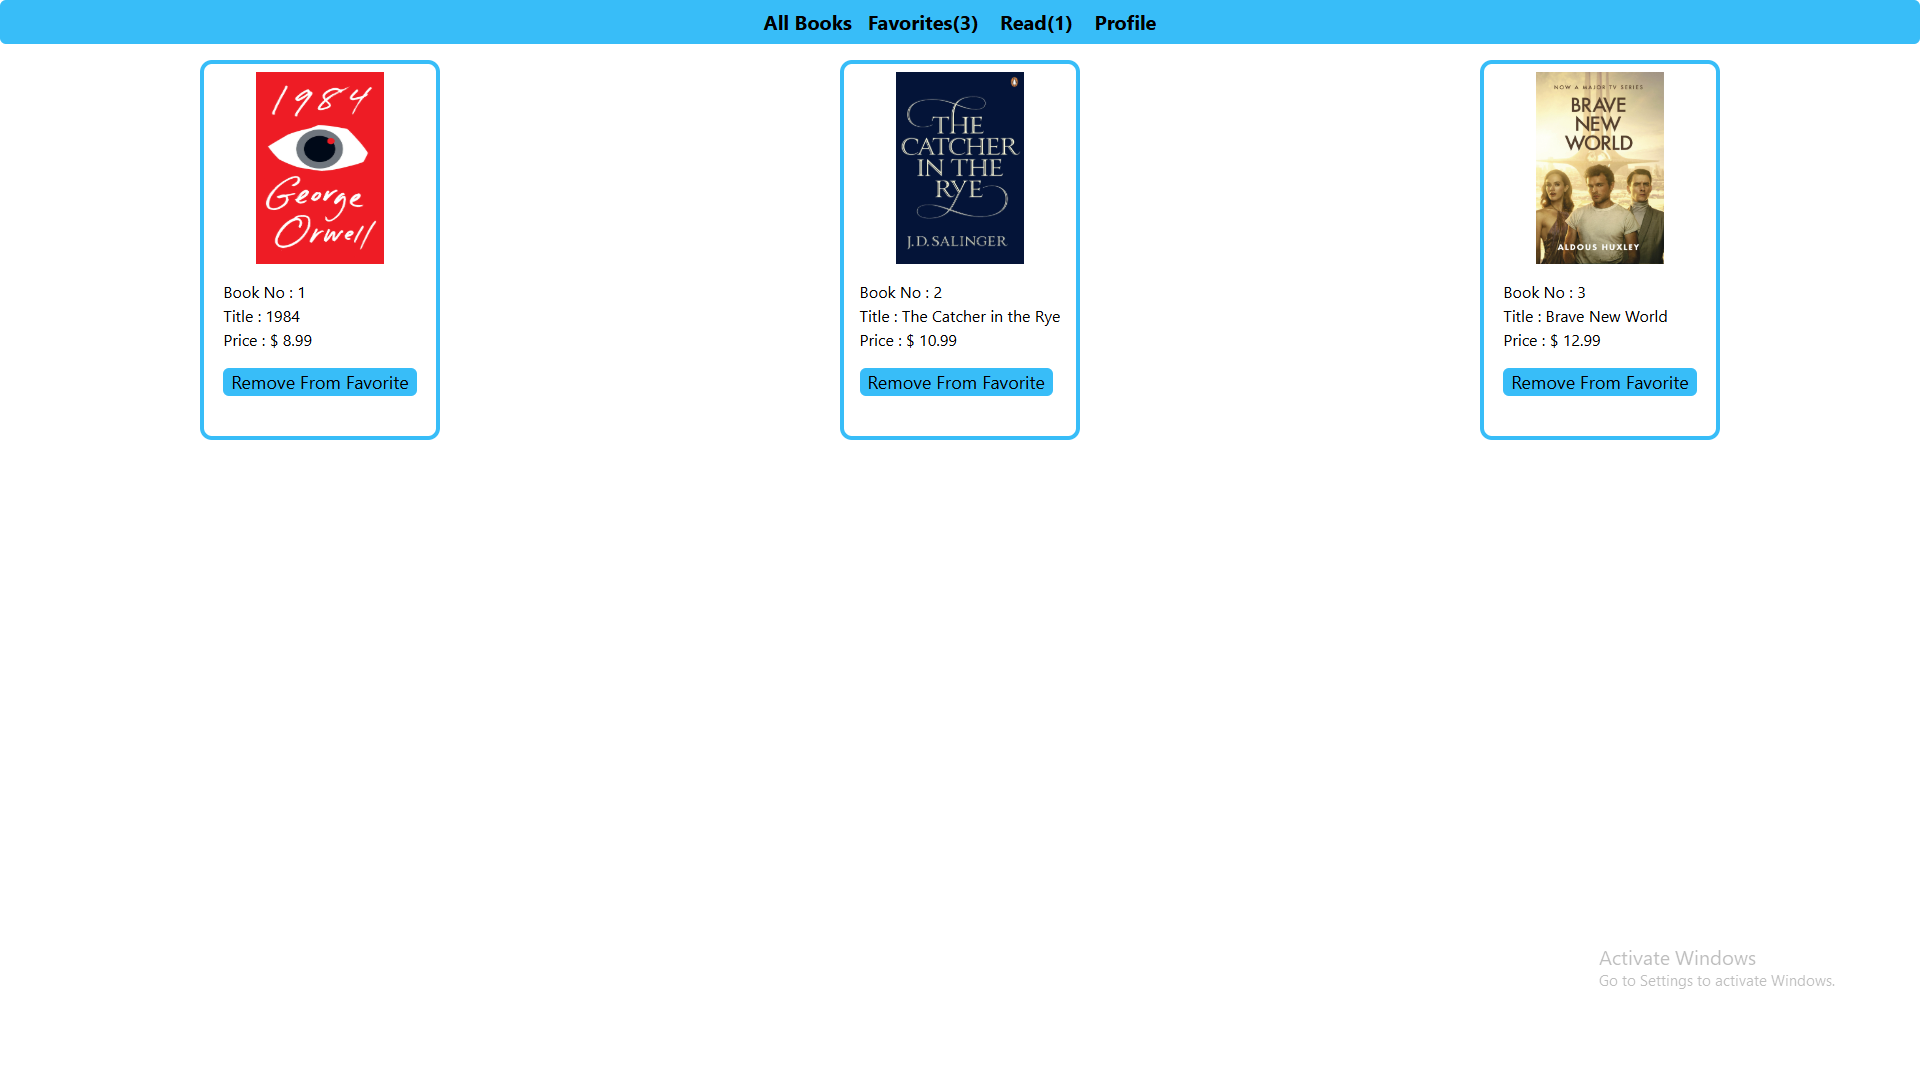 All Books Favorites(3) Read(1) Profile
1984
George
Orwell
Book No : 1
Title : 1984
Price : $ 8.99
Remove From Favorite
THE
CATCHER
IN THE
RYE
J.D. SALINGER
Book No : 2
Title : The Catcher in the Rye
Price : $ 10.99
Remove From Favorite
NOW A MAJOR TV SERIES
BRAVE
NEW
WORLD
ALDOUS HUXLEY
Book No : 3
Title : Brave New World
Price : $ 12.99
Remove From Favorite
Activate Windows
Go to Settings to activate Windows.